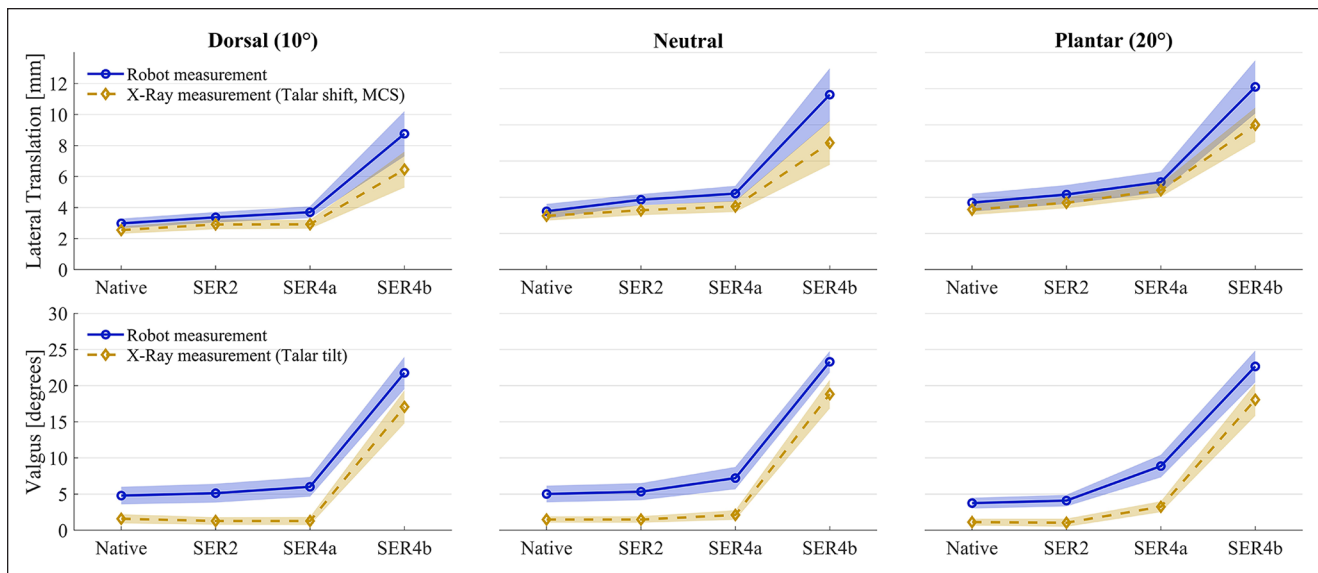 Dorsal (10°)
Neutral
Plantar (20°)
Lateral Translation [mm]
12
10
8
6
4
2
0
Robot measurement
X-Ray measurement (Talar shift, MCS)
Native SER2 SER4a SER4b
Native SER2 SER4a SER4b
Native SER2 SER4a SER4b
Valgus [degrees]
30
25
20
15
10
5
0
Robot measurement
X-Ray measurement (Talar tilt)
Native SER2 SER4a SER4b
Native SER2 SER4a SER4b
Native SER2 SER4a SER4b